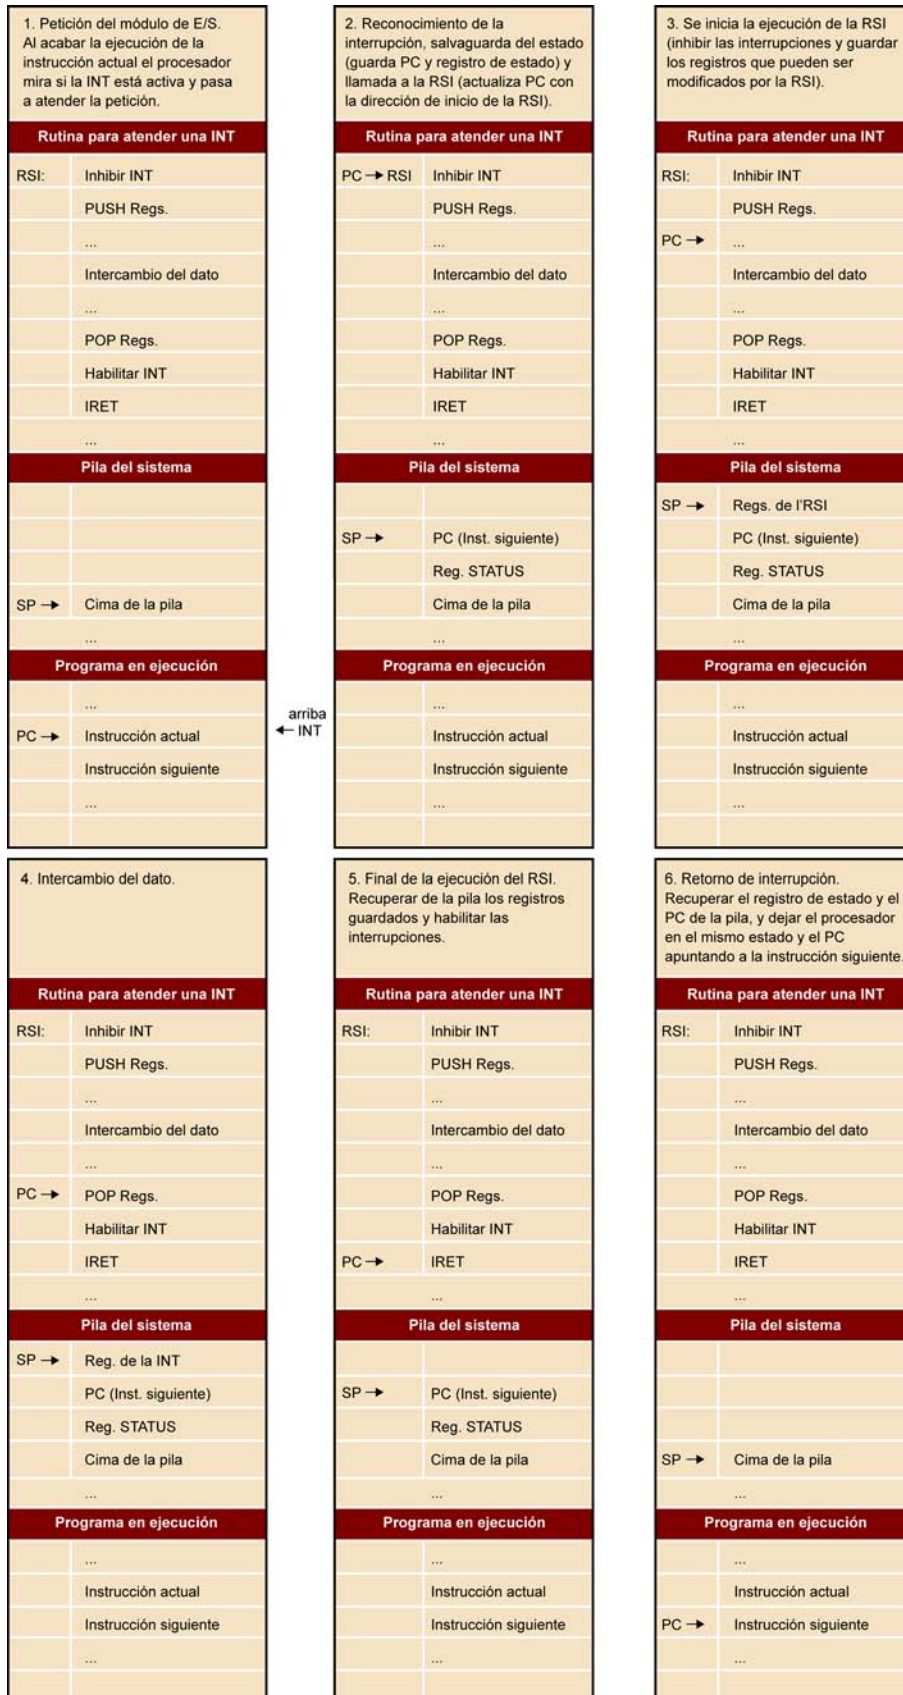 1. Petición del módulo de E/S.
Al acabar la ejecución de la
instrucción actual el procesador
mira si la INT está activa y pasa
a atender la petición.
Rutina para atender una INT
RSI: Inhibir INT
PUSH Regs.
...
Intercambio del dato
...
POP Regs.
Habilitar INT
IRET
...
Pila del sistema
SP → Cima de la pila
...
Programa en ejecución
...
PC → Instrucción actual
Instrucción siguiente
...
arriba
← INT
2. Reconocimiento de la
interrupción, salvaguarda del estado
(guarda PC y registro de estado) y
llamada a la RSI (actualiza PC con
la dirección de inicio de la RSI).
Rutina para atender una INT
PC → RSI Inhibir INT
PUSH Regs.
...
Intercambio del dato
...
POP Regs.
Habilitar INT
IRET
...
Pila del sistema
SP → PC (Inst. siguiente)
Reg. STATUS
Cima de la pila
...
Programa en ejecución
...
Instrucción actual
Instrucción siguiente
...
3. Se inicia la ejecución de la RSI
(inhibir las interrupciones y guardar
los registros que pueden ser
modificados por la RSI).
Rutina para atender una INT
RSI: Inhibir INT
PUSH Regs.
PC → ...
Intercambio del dato
...
POP Regs.
Habilitar INT
IRET
...
Pila del sistema
SP → Regs. de l'RSI
PC (Inst. siguiente)
Reg. STATUS
Cima de la pila
...
Programa en ejecución
...
Instrucción actual
Instrucción siguiente
...
4. Intercambio del dato.
Rutina para atender una INT
RSI: Inhibir INT
PUSH Regs.
...
Intercambio del dato
...
PC → POP Regs.
Habilitar INT
IRET
...
Pila del sistema
SP → Reg. de la INT
PC (Inst. siguiente)
Reg. STATUS
Cima de la pila
...
Programa en ejecución
...
Instrucción actual
Instrucción siguiente
...
5. Final de la ejecución del RSI.
Recuperar de la pila los registros
guardados y habilitar las
interrupciones.
Rutina para atender una INT
RSI: Inhibir INT
PUSH Regs.
...
Intercambio del dato
...
POP Regs.
Habilitar INT
PC → IRET
...
Pila del sistema
SP → PC (Inst. siguiente)
Reg. STATUS
Cima de la pila
...
Programa en ejecución
...
Instrucción actual
Instrucción siguiente
...
6. Retorno de interrupción.
Recuperar el registro de estado y el
PC de la pila, y dejar el procesador
en el mismo estado y el PC
apuntando a la instrucción siguiente.
Rutina para atender una INT
RSI: Inhibir INT
PUSH Regs.
...
Intercambio del dato
...
POP Regs.
Habilitar INT
IRET
...
Pila del sistema
SP → Cima de la pila
...
Programa en ejecución
...
Instrucción actual
PC → Instrucción siguiente
...